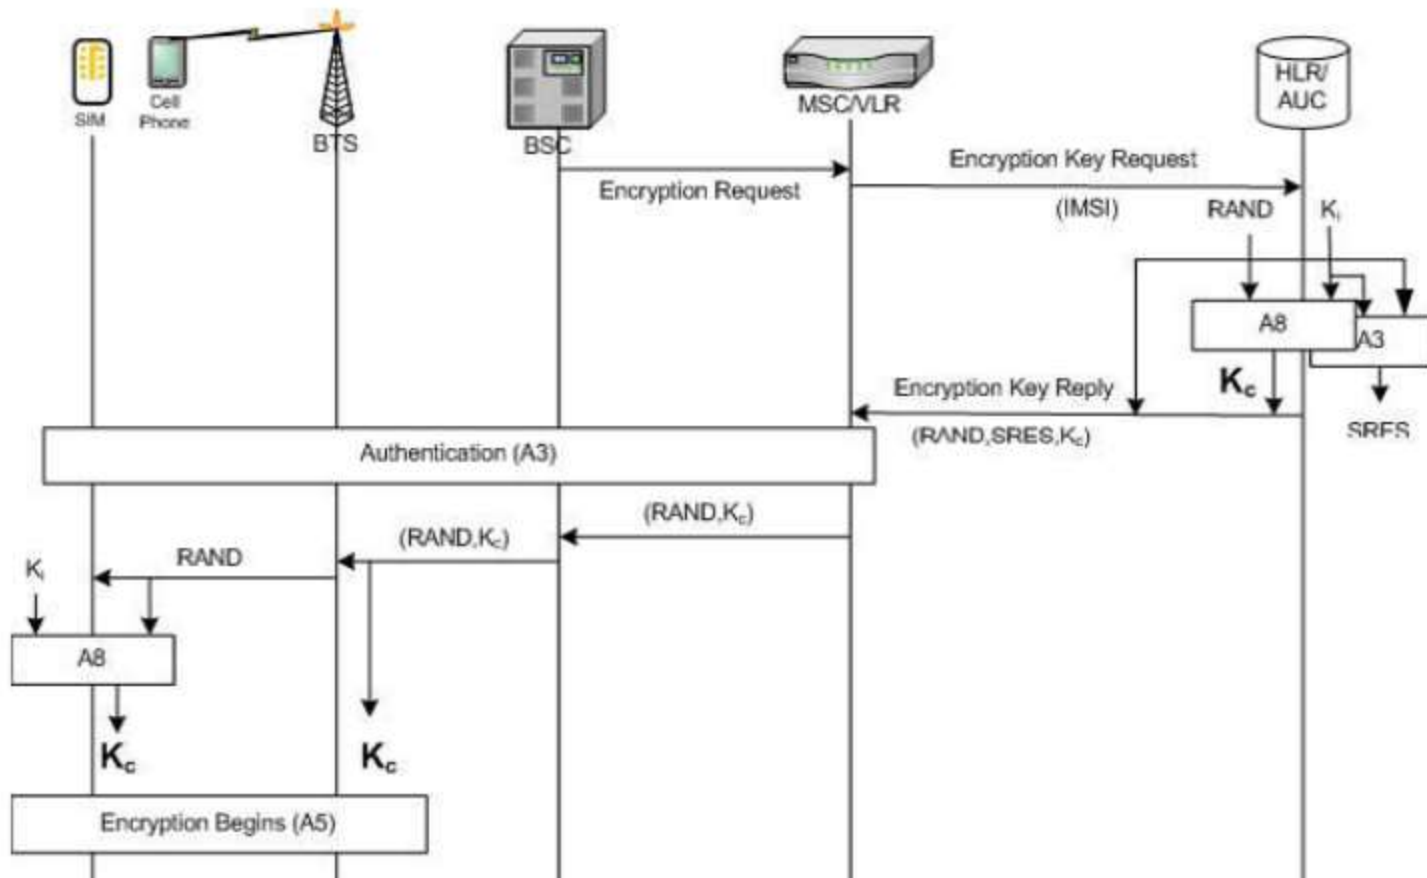 HLR/
AUC
SIM
Cell
Phone
BTS
BSC
MSC/VLR
Encryption Request
Encryption Key Request
(IMSI)
RAND
Ki
A8
A3
Kc
SRES
Encryption Key Reply
(RAND,SRES,Kc)
Authentication (A3)
(RAND,Kc)
(RAND,Kc)
RAND
Ki
A8
Kc
Kc
Encryption Begins (A5)